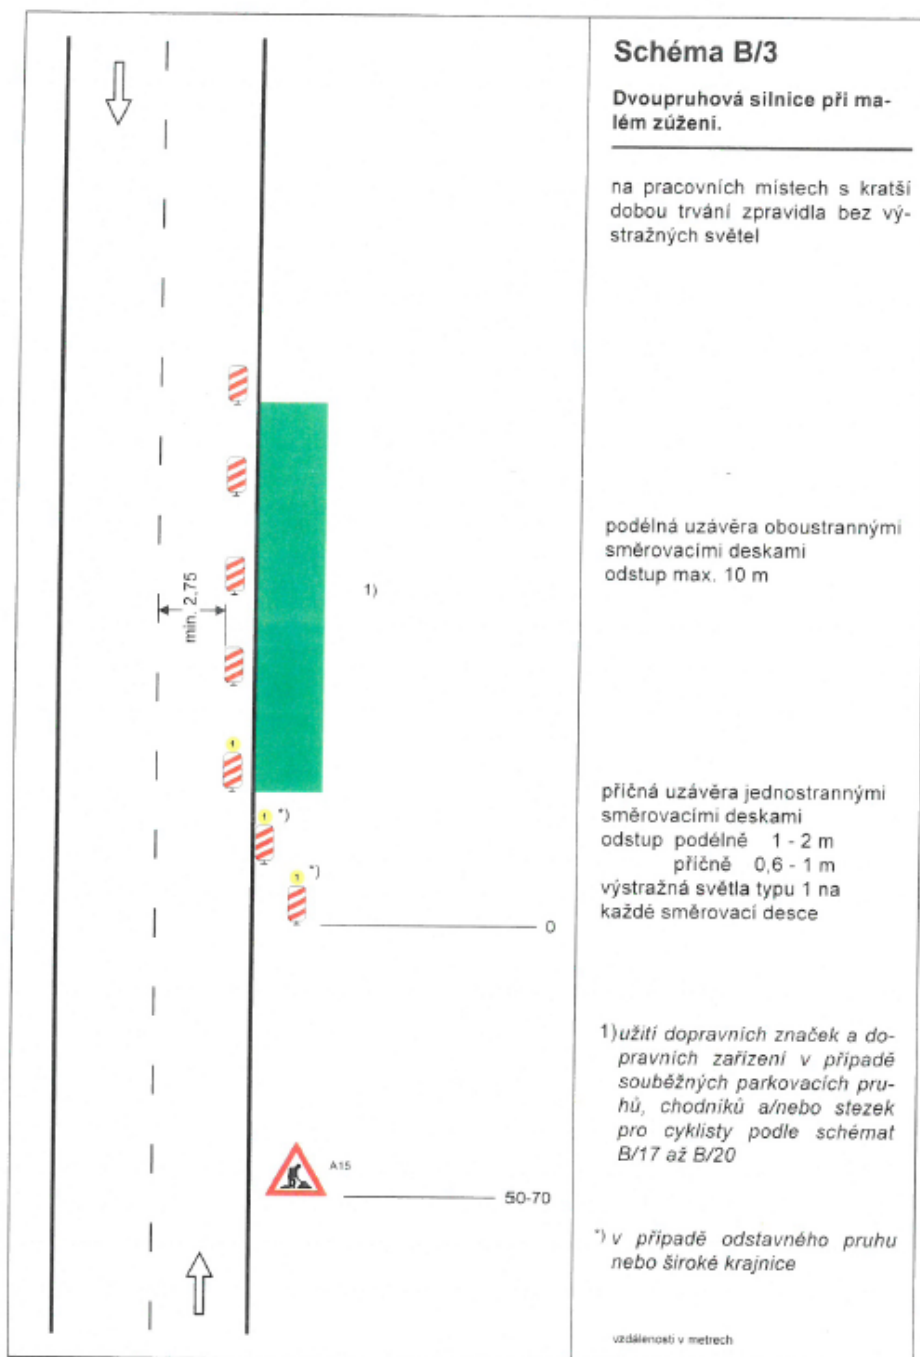 Schéma B/3
Dvoupruhová silnice při ma-
lém zúžení.
na pracovních místech s kratší
dobou trvání zpravidla bez vý-
stražných světel
podélná uzávěra oboustrannými
směrovacími deskami
odstup max. 10 m
min. 2,75
1)
1
příčná uzávěra jednostrannými
směrovacími deskami
odstup podélně 1 - 2 m
příčně 0,6 - 1 m
výstražná světla typu 1 na
každé směrovací desce
1 *)
1 *)
0
1) užití dopravních značek a do-
pravních zařízení v případě
souběžných parkovacích pru-
hů, chodníků a/nebo stezek
pro cyklisty podle schémat
B/17 až B/20
A15
50-70
*) v případě odstavného pruhu
nebo široké krajnice
vzdálenosti v metrech